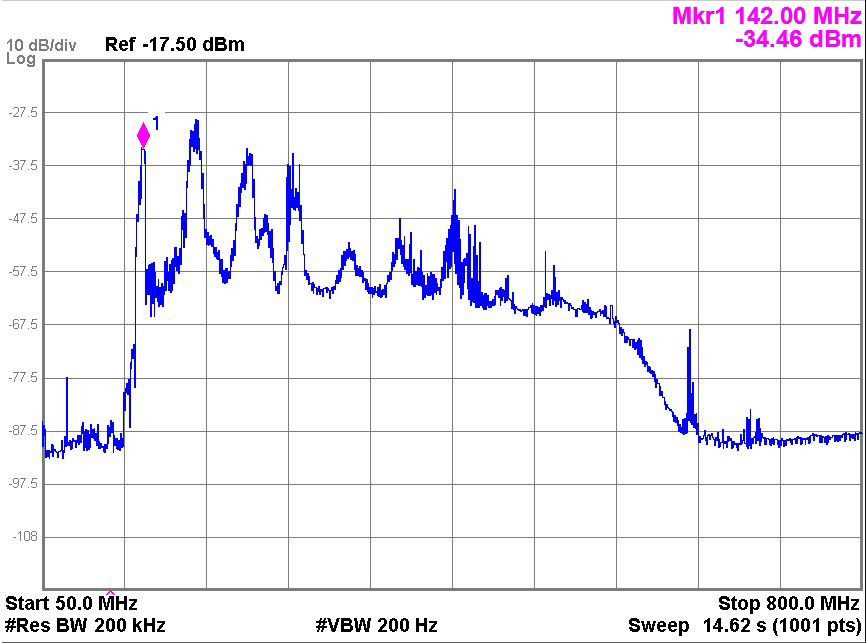 Mkr1 142.00 MHz
-34.46 dBm
10 dB/div Ref -17.50 dBm
Log
1
-27.5
-37.5
-47.5
-57.5
-67.5
-77.5
-87.5
-97.5
-108
Start 50.0 MHz Stop 800.0 MHz
#Res BW 200 kHz #VBW 200 Hz Sweep 14.62 s (1001 pts)